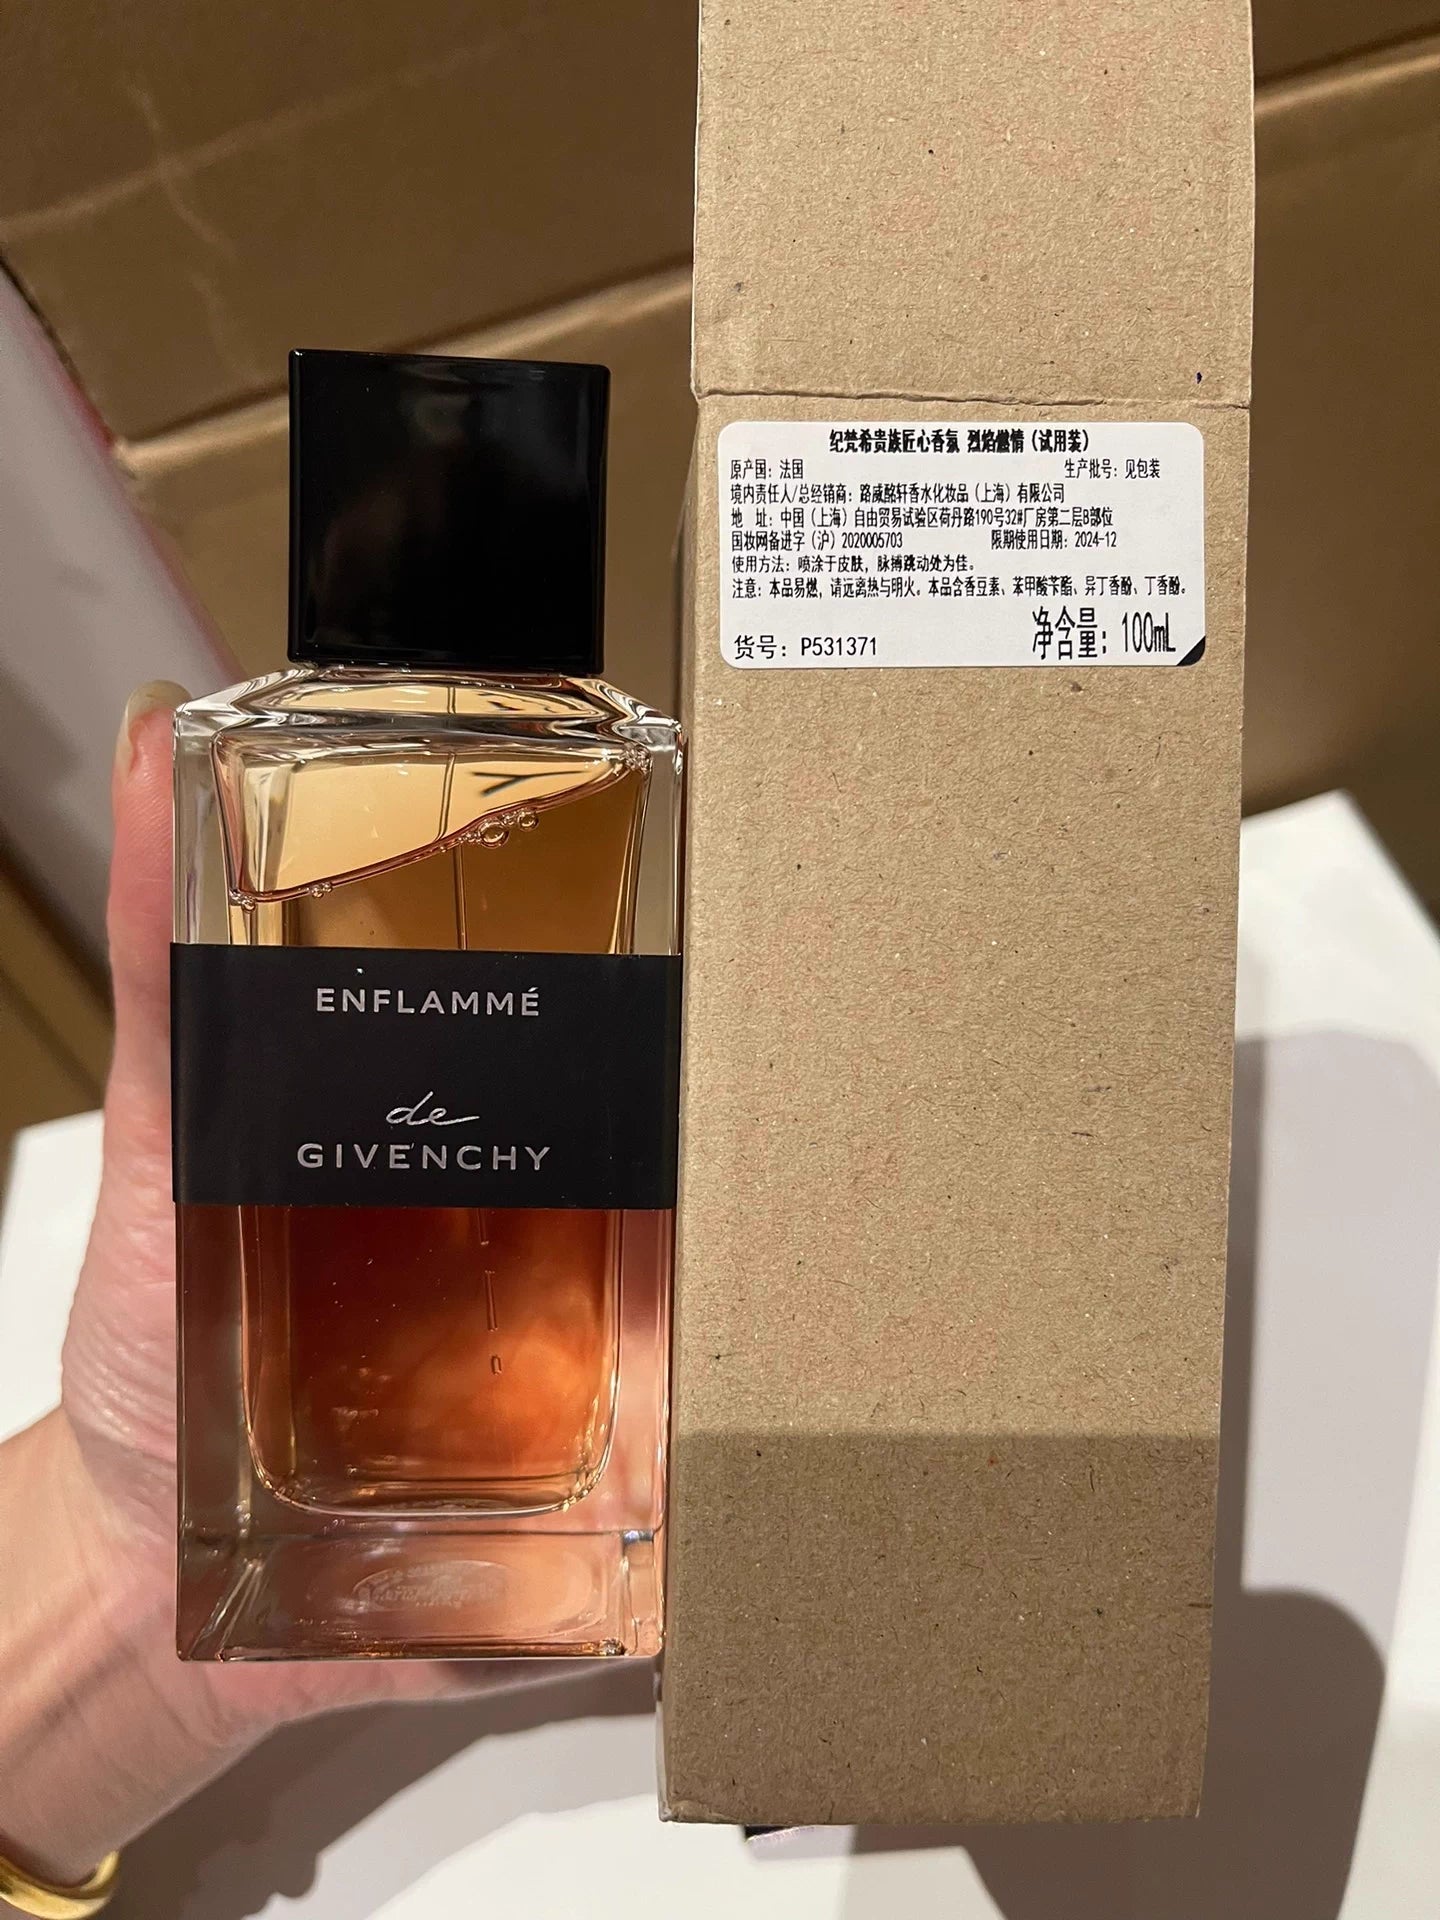 纪梵希贵族匠心香氛 烈焰燃情（试用装）
原产国：法国 生产批号：见包装
境内责任人/总经销商：路威酩轩香水化妆品（上海）有限公司
地 址：中国（上海）自由贸易试验区荷丹路190号32#厂房第二层B部位
国妆网备进字（沪）2020005703 限期使用日期：2024-12
使用方法：喷涂于皮肤，脉搏跳动处为佳。
注意：本品易燃，请远离热与明火。本品含香豆素、苯甲酸苄酯、异丁香酚、丁香酚。
货号：P531371 净含量：100mL
ENFLAMMÉ
de
GIVENCHY